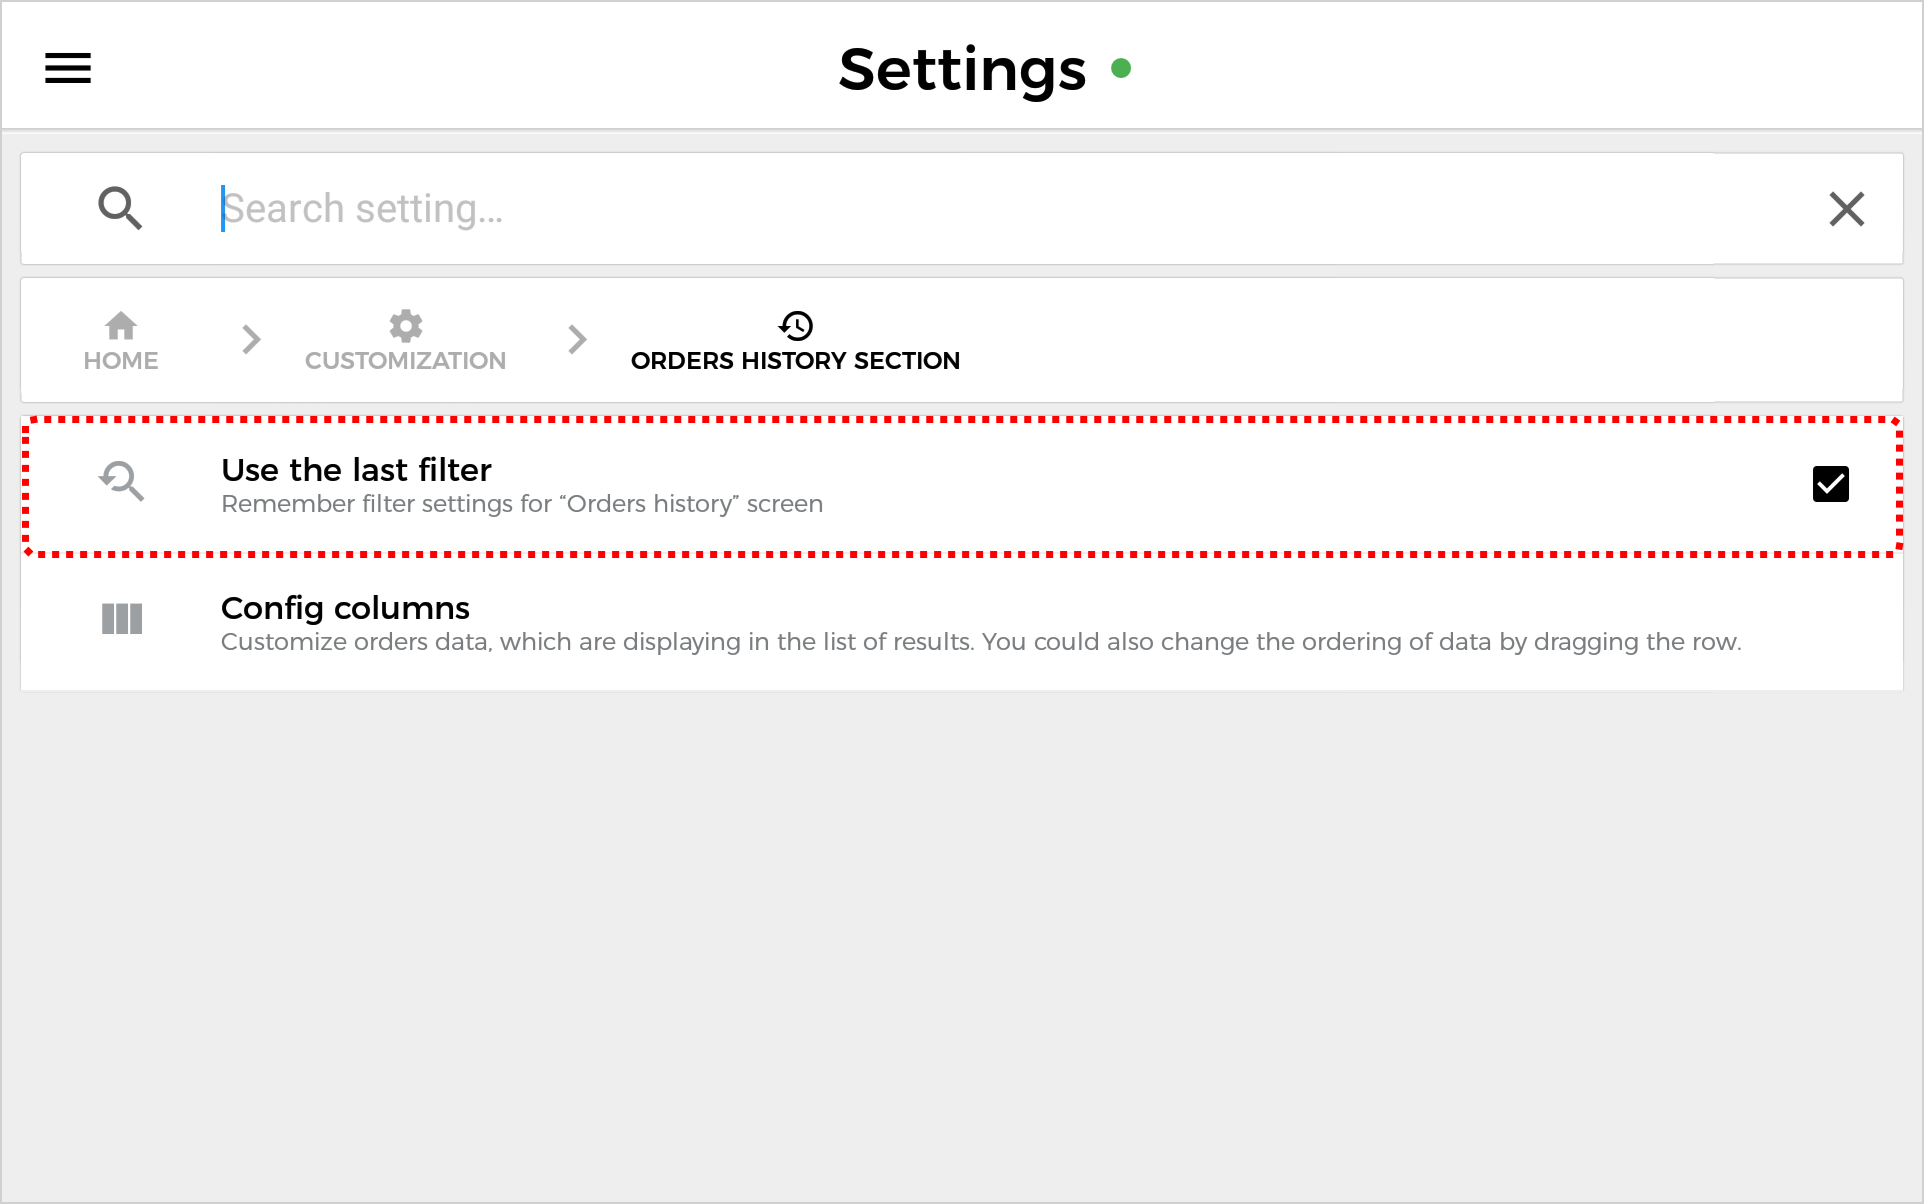 Settings
Search setting...
HOME
CUSTOMIZATION
ORDERS HISTORY SECTION
Use the last filter
Remember filter settings for “Orders history” screen
Config columns
Customize orders data, which are displaying in the list of results. You could also change the ordering of data by dragging the row.